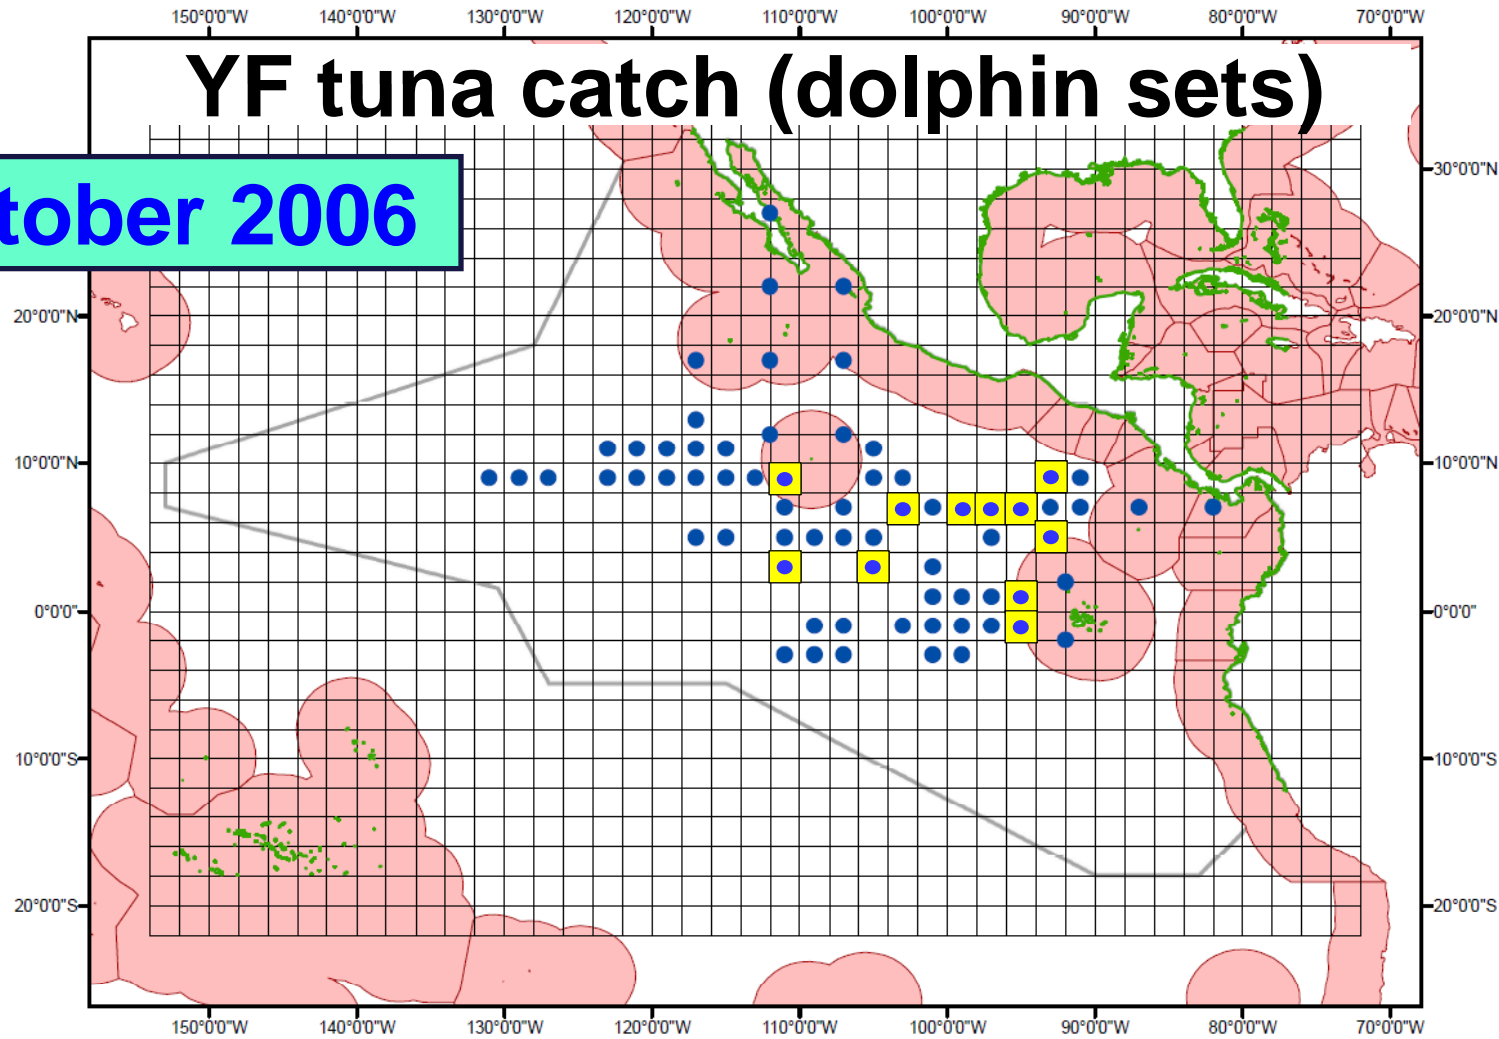 150°0'0"W 140°0'0"W 130°0'0"W 120°0'0"W 110°0'0"W 100°0'0"W 90°0'0"W 80°0'0"W 70°0'0"W
YF tuna catch (dolphin sets)
tober 2006
30°0'0"N
20°0'0"N 20°0'0"N
10°0'0"N 10°0'0"N
0°0'0" 0°0'0"
10°0'0"S 10°0'0"S
20°0'0"S 20°0'0"S
150°0'0"W 140°0'0"W 130°0'0"W 120°0'0"W 110°0'0"W 100°0'0"W 90°0'0"W 80°0'0"W 70°0'0"W